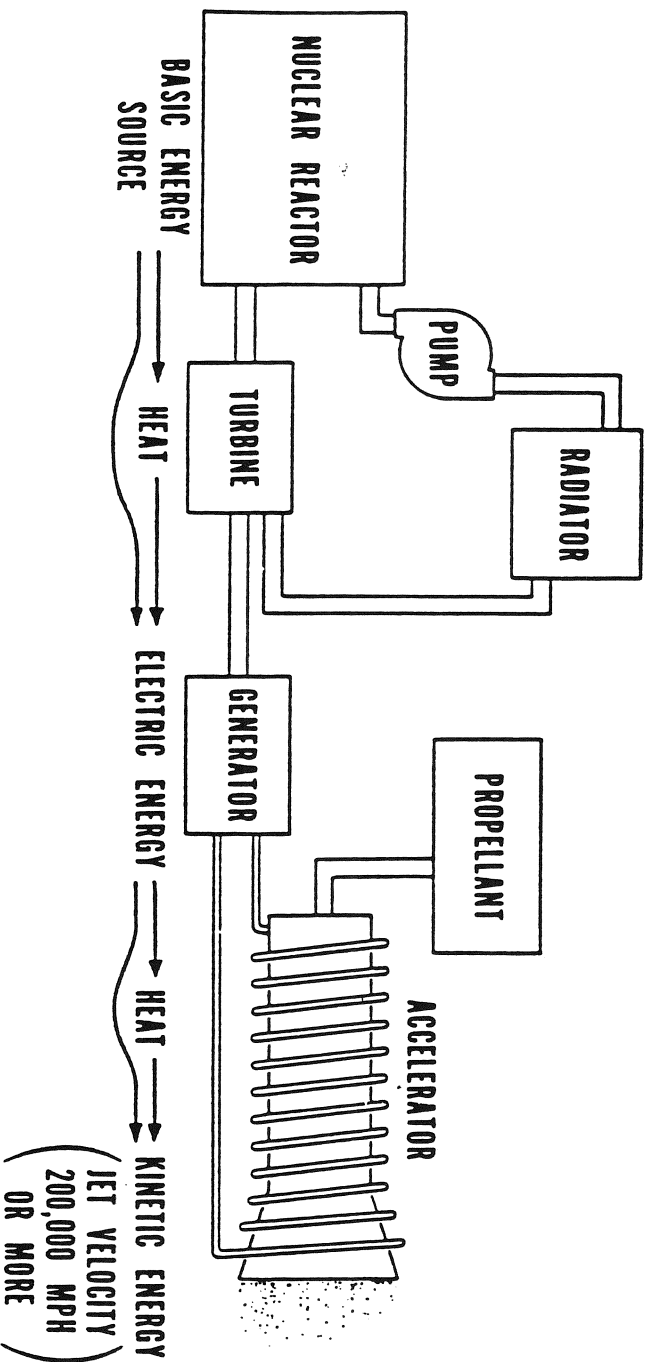 RADIATOR
PUMP
NUCLEAR REACTOR
TURBINE
PROPELLANT
ACCELERATOR
GENERATOR
BASIC ENERGY
SOURCE
HEAT
ELECTRIC ENERGY
HEAT
KINETIC ENERGY
(JET VELOCITY
200,000 MPH
OR MORE)